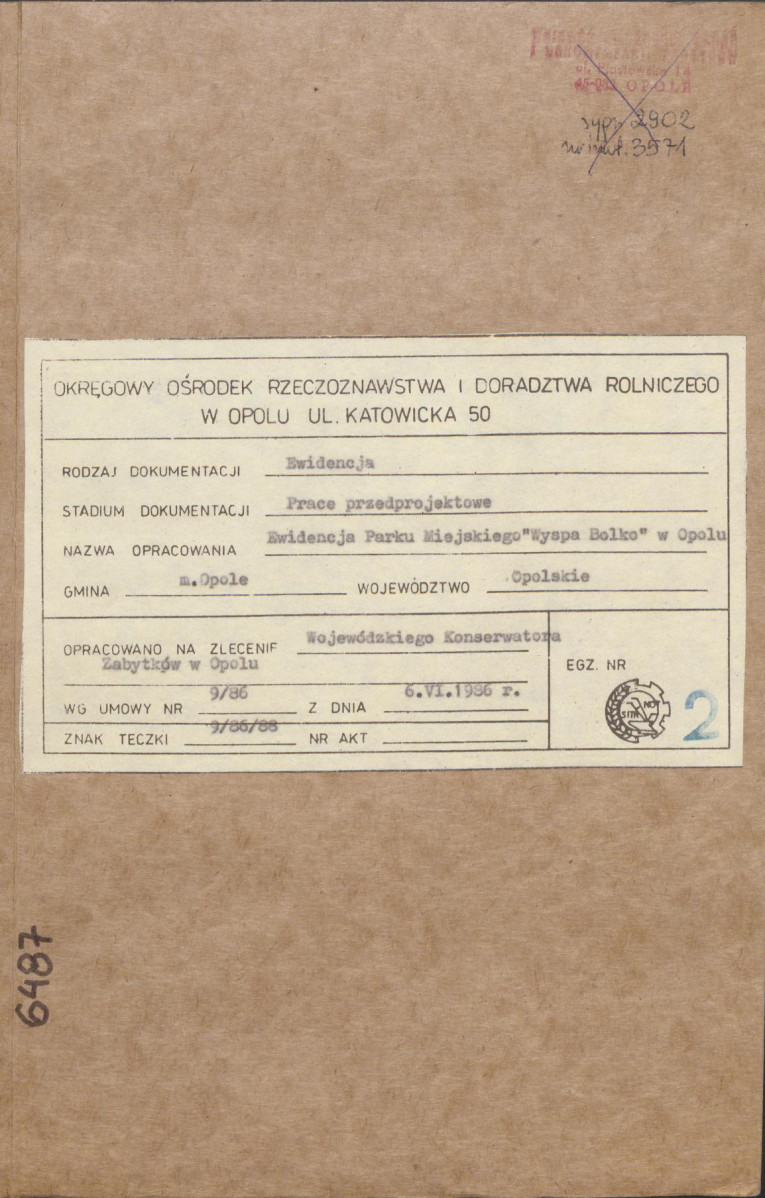 OPOLE
sygn. 2902
nr inw. 3571
OKRĘGOWY OŚRODEK RZECZOZNAWSTWA I DORADZTWA ROLNICZEGO
W OPOLU UL. KATOWICKA 50
RODZAJ DOKUMENTACJI Ewidencja
STADIUM DOKUMENTACJI Prace przedprojektowe
NAZWA OPRACOWANIA Ewidencja Parku Miejskiego"Wyspa Bolko" w Opolu
GMINA m.Opole WOJEWÓDZTWO Opolskie
OPRACOWANO NA ZLECENIE Wojewódzkiego Konserwatora
Zabytków w Opolu
WG UMOWY NR 9/86 Z DNIA 6.VI.1986 r.
ZNAK TECZKI 9/86/88 NR AKT
EGZ. NR
SITR NOT
2
6487